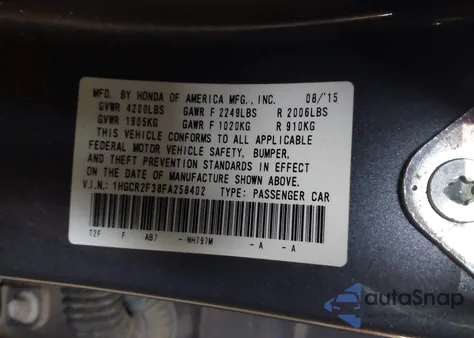 MFD. BY HONDA OF AMERICA MFG., INC. 08/'15
GVWR 4200LBS GAWR F 2249LBS R 2006LBS
GVWR 1905KG GAWR F 1020KG R 910KG
THIS VEHICLE CONFORMS TO ALL APPLICABLE
FEDERAL MOTOR VEHICLE SAFETY, BUMPER,
AND THEFT PREVENTION STANDARDS IN EFFECT
ON THE DATE OF MANUFACTURE SHOWN ABOVE.
V.I.N.: 1HGCR2F38FA258402 TYPE: PASSENGER CAR
T2F F AB7 - -NH797M - A - A
autaSnap